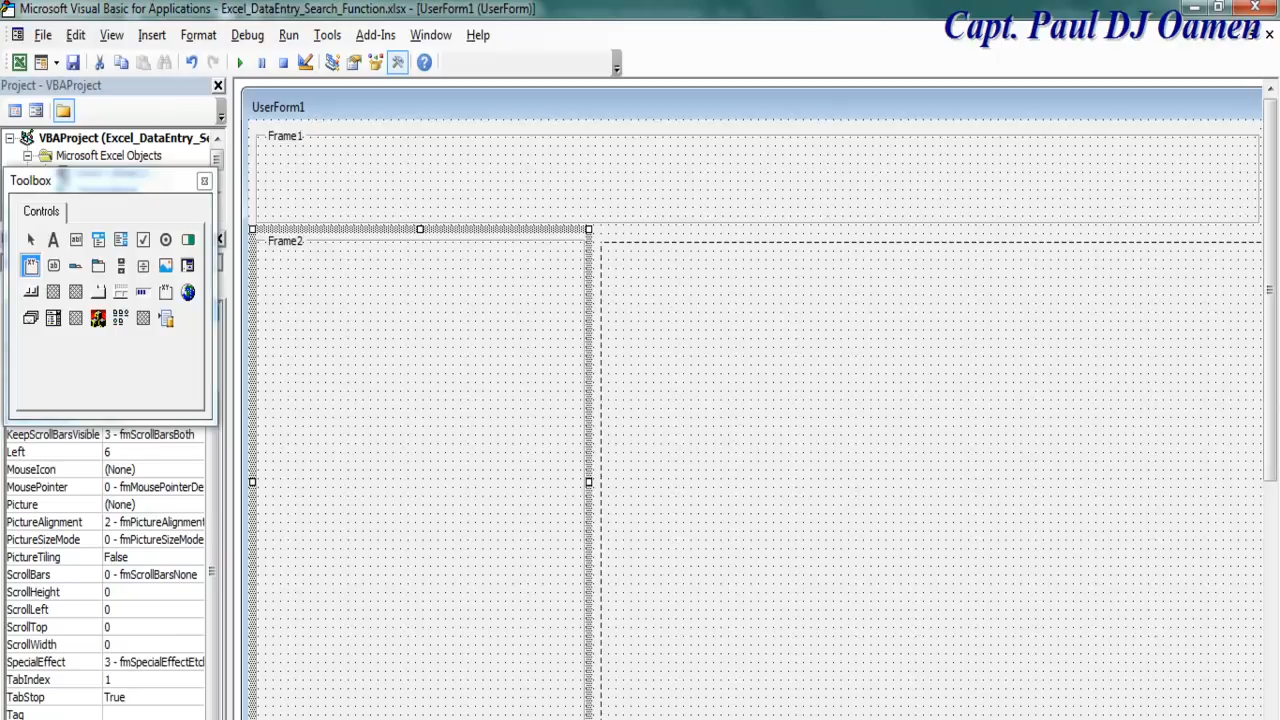 Microsoft Visual Basic for Applications - Excel_DataEntry_Search_Function.xlsx - [UserForm1 (UserForm)]
Capt. Paul DJ Oamen
File Edit View Insert Format Debug Run Tools Add-Ins Window Help
Project - VBAProject
UserForm1
VBAProject (Excel_DataEntry_Se
Frame1
Microsoft Excel Objects
Toolbox
Controls
Frame2
KeepScrollBarsVisible 3 - fmScrollBarsBoth
Left 6
MouseIcon (None)
MousePointer 0 - fmMousePointerDe
Picture (None)
PictureAlignment 2 - fmPictureAlignment
PictureSizeMode 0 - fmPictureSizeMode
PictureTiling False
ScrollBars 0 - fmScrollBarsNone
ScrollHeight 0
ScrollLeft 0
ScrollTop 0
ScrollWidth 0
SpecialEffect 3 - fmSpecialEffectEtcl
TabIndex 1
TabStop True
Tag